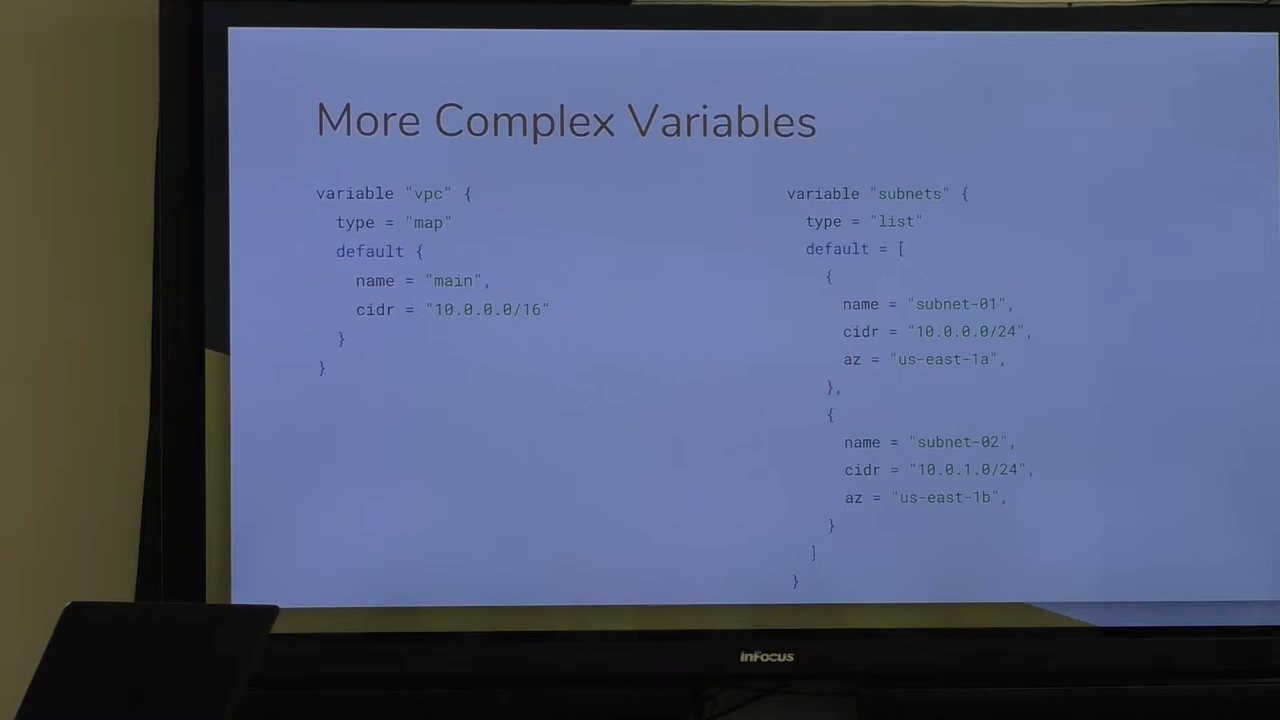 More Complex Variables
variable "vpc" {
type = "map"
default {
name = "main",
cidr = "10.0.0.0/16"
}
}
variable "subnets" {
type = "list"
default = [
{
name = "subnet-01",
cidr = "10.0.0.0/24",
az = "us-east-1a",
},
{
name = "subnet-02",
cidr = "10.0.1.0/24",
az = "us-east-1b",
}
]
}
InFocus